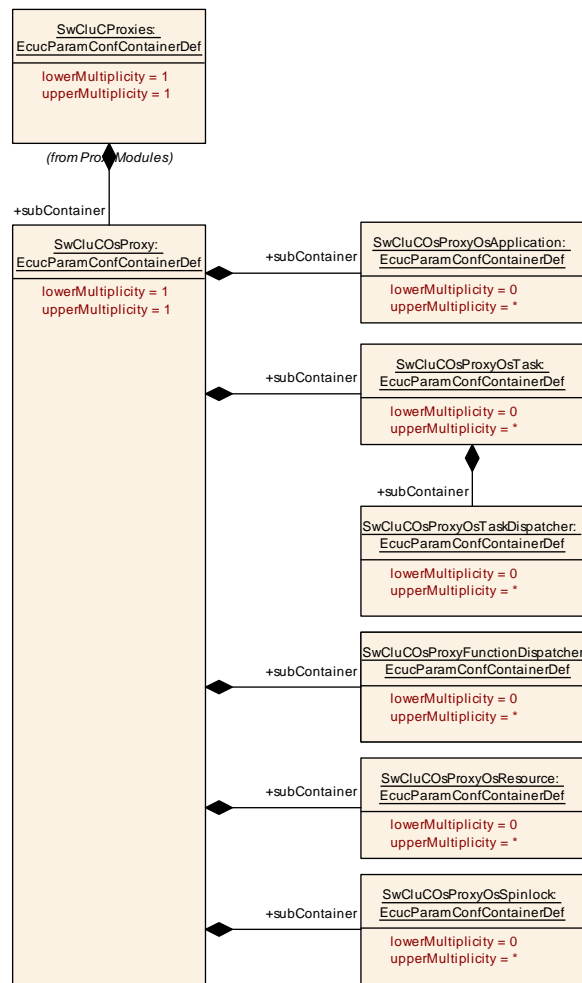 SwCluCProxies:
EcucParamConfContainerDef
lowerMultiplicity = 1
upperMultiplicity = 1
(from Prox Modules)
+subContainer
SwCluCOsProxy:
EcucParamConfContainerDef
lowerMultiplicity = 1
upperMultiplicity = 1
+subContainer
SwCluCOsProxyOsApplication:
EcucParamConfContainerDef
lowerMultiplicity = 0
upperMultiplicity = *
+subContainer
SwCluCOsProxyOsTask:
EcucParamConfContainerDef
lowerMultiplicity = 0
upperMultiplicity = *
+subContainer
SwCluCOsProxyOsTaskDispatcher:
EcucParamConfContainerDef
lowerMultiplicity = 0
upperMultiplicity = *
+subContainer
SwCluCOsProxyFunctionDispatcher
EcucParamConfContainerDef
lowerMultiplicity = 0
upperMultiplicity = *
+subContainer
SwCluCOsProxyOsResource:
EcucParamConfContainerDef
lowerMultiplicity = 0
upperMultiplicity = *
+subContainer
SwCluCOsProxyOsSpinlock:
EcucParamConfContainerDef
lowerMultiplicity = 0
upperMultiplicity = *